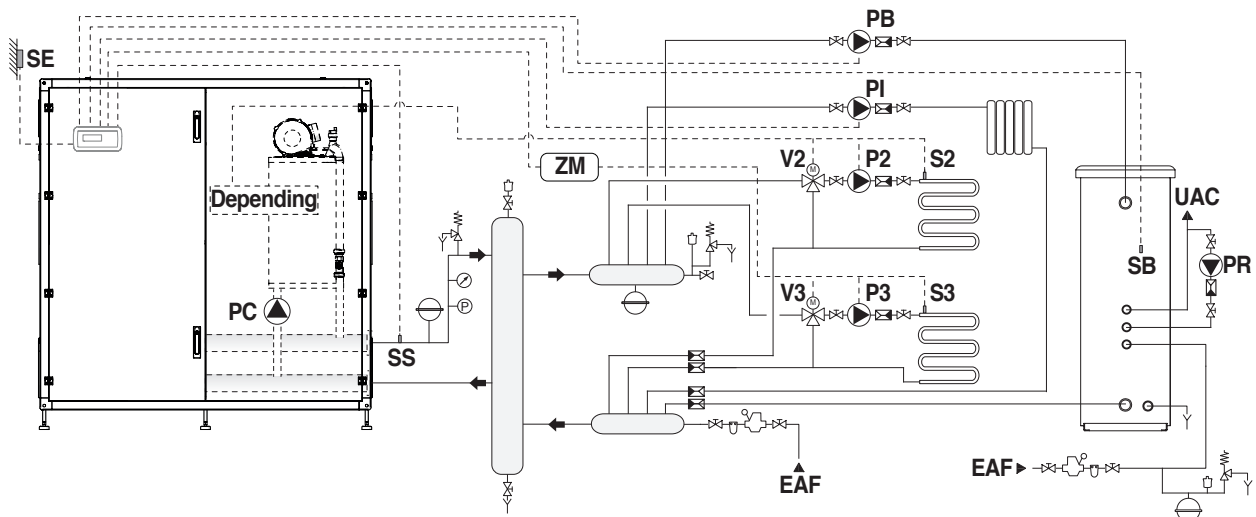 PB
SE
PI
V2
P2
S2
ZM
M
Depending
UAC
SB
PR
PC
V3
P3
S3
M
P
SS
EAF
EAF